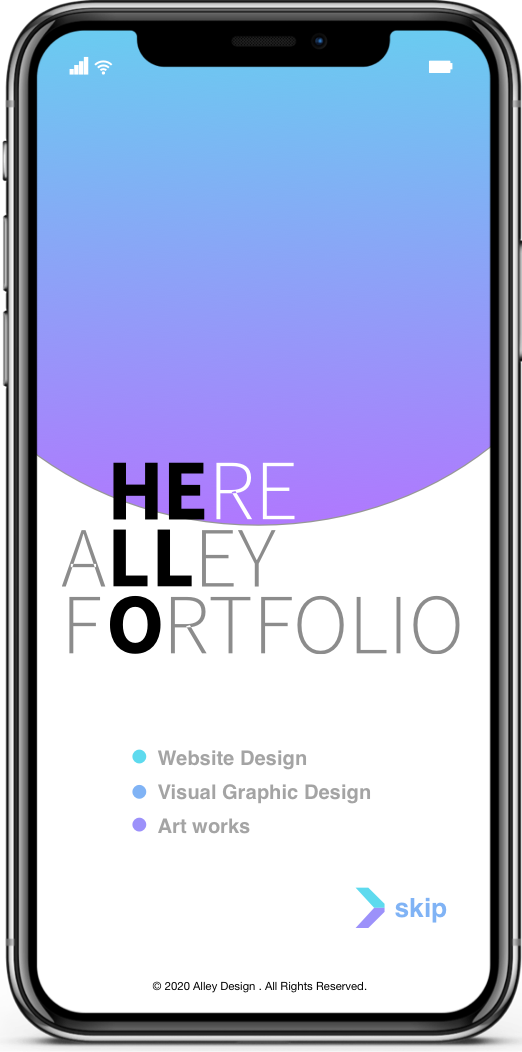 HERE
ALLEY
FORTFOLIO
Website Design
Visual Graphic Design
Art works
skip
© 2020 Alley Design . All Rights Reserved.